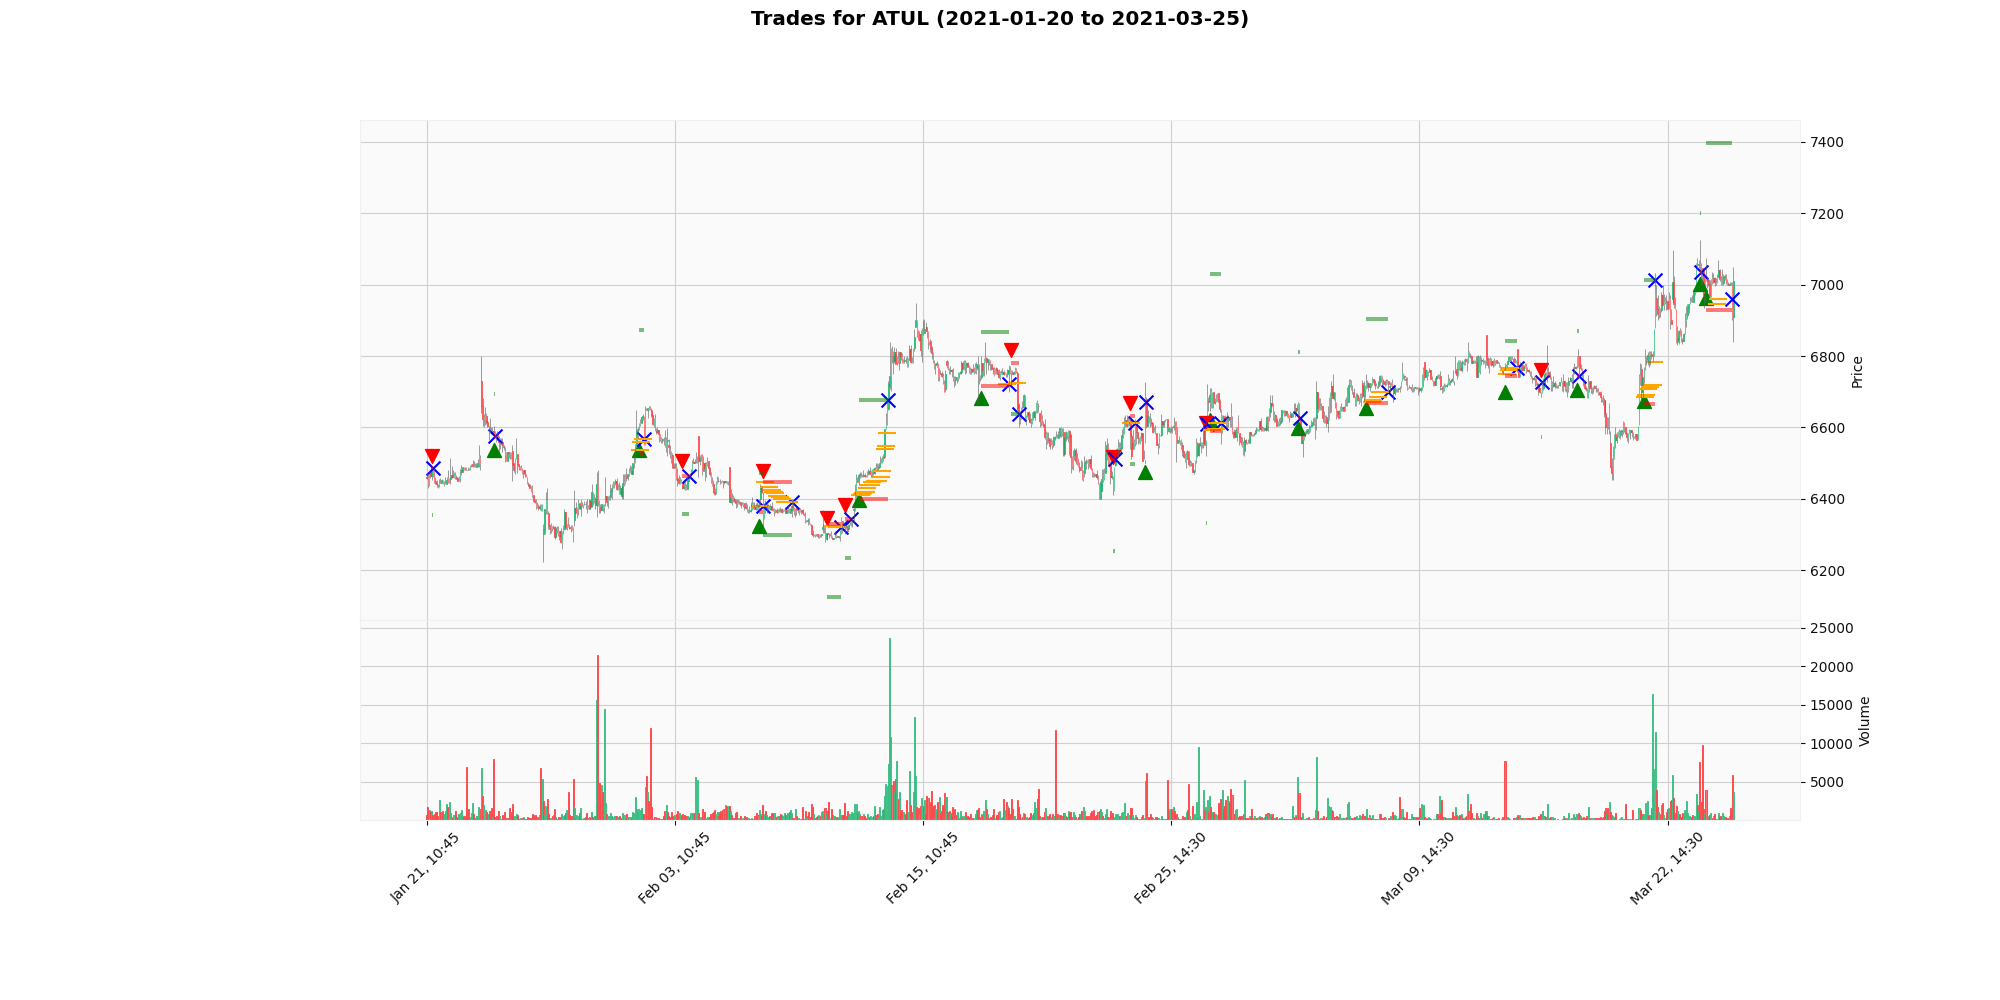 Trades for ATUL (2021-01-20 to 2021-03-25)
7400
7200
7000
6800
6600
6400
6200
Price
25000
20000
15000
10000
5000
Volume
Jan 21, 10:45
Feb 03, 10:45
Feb 15, 10:45
Feb 25, 14:30
Mar 09, 14:30
Mar 22, 14:30